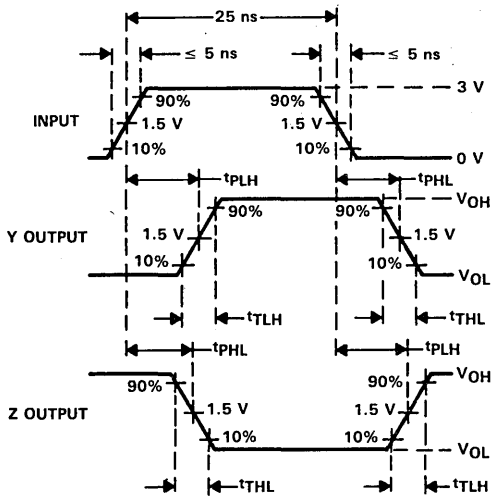 25 ns
≤ 5 ns ≤ 5 ns
3 V
90% 90%
INPUT 1.5 V 1.5 V
10% 10%
0 V
tPLH tPHL
VOH
90% 90%
Y OUTPUT 1.5 V 1.5 V
10% 10%
VOL
tTLH tTHL
tPHL tPLH
VOH
90% 90%
Z OUTPUT 1.5 V 1.5 V
10% 10%
VOL
tTHL tTLH